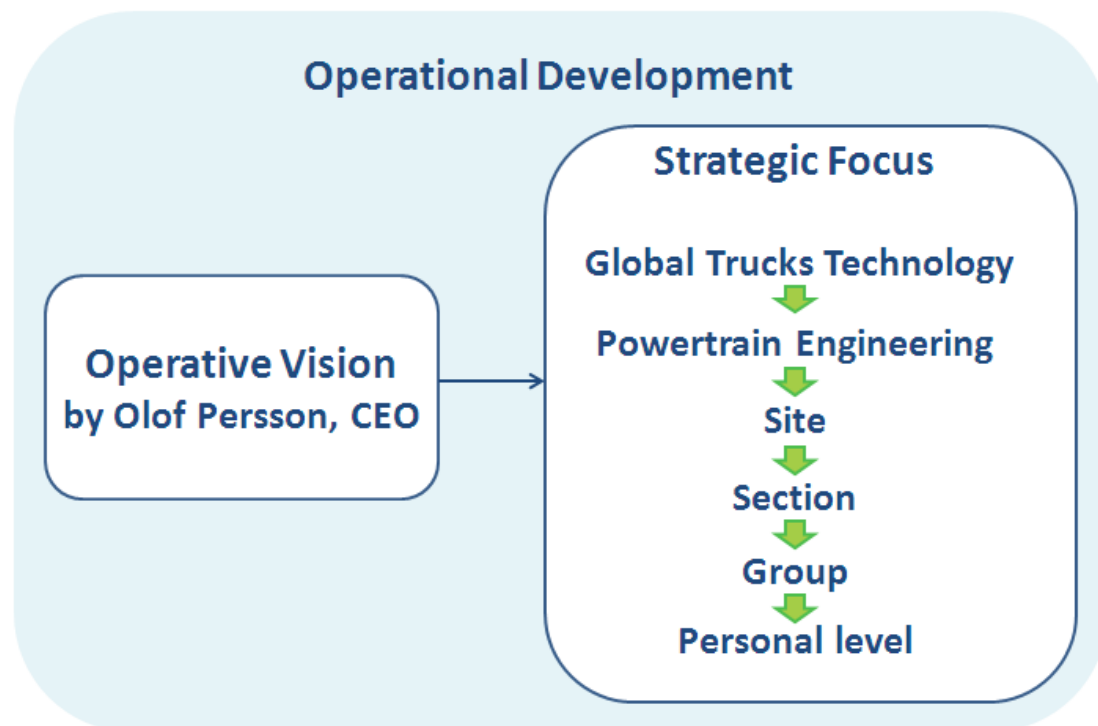 Operational Development
Strategic Focus
Global Trucks Technology
Powertrain Engineering
Site
Section
Group
Personal level
Operative Vision
by Olof Persson, CEO